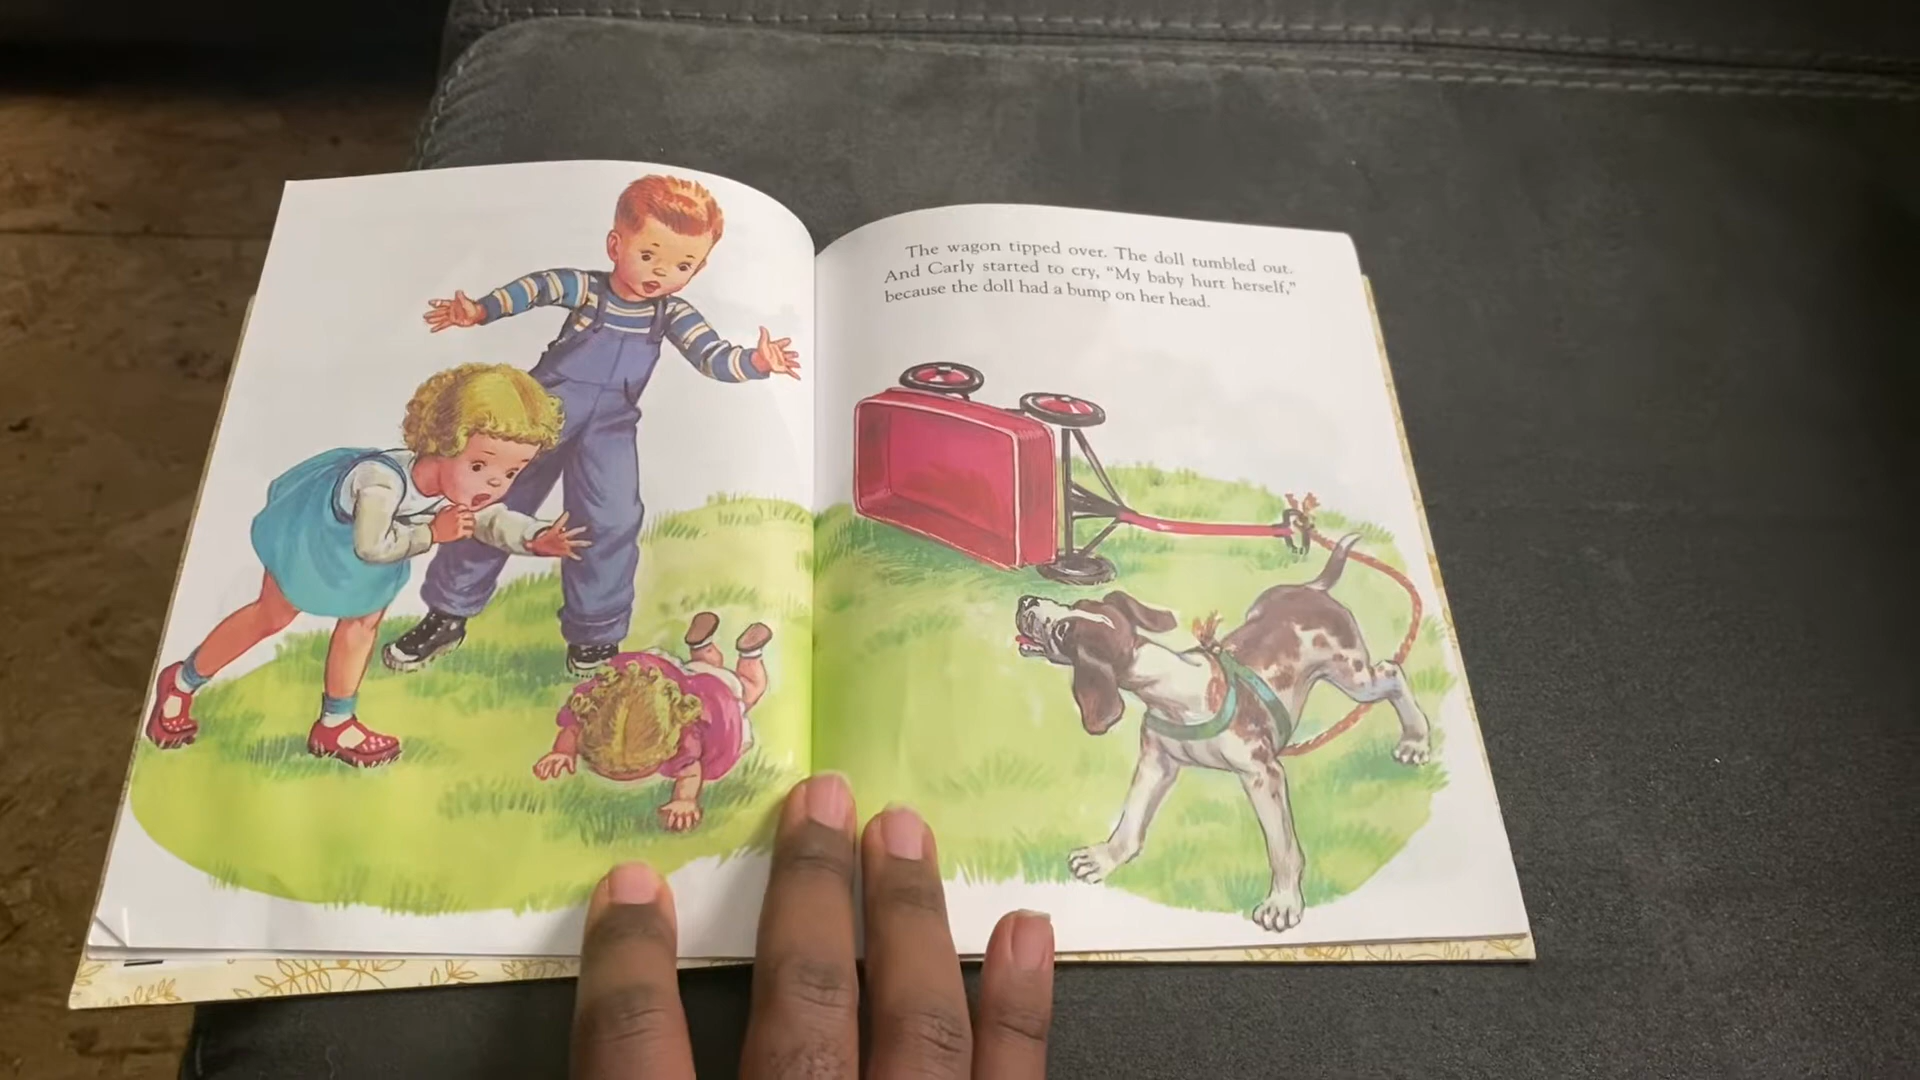 The wagon tipped over. The doll tumbled out.
And Carly started to cry, “My baby hurt herself,”
because the doll had a bump on her head.